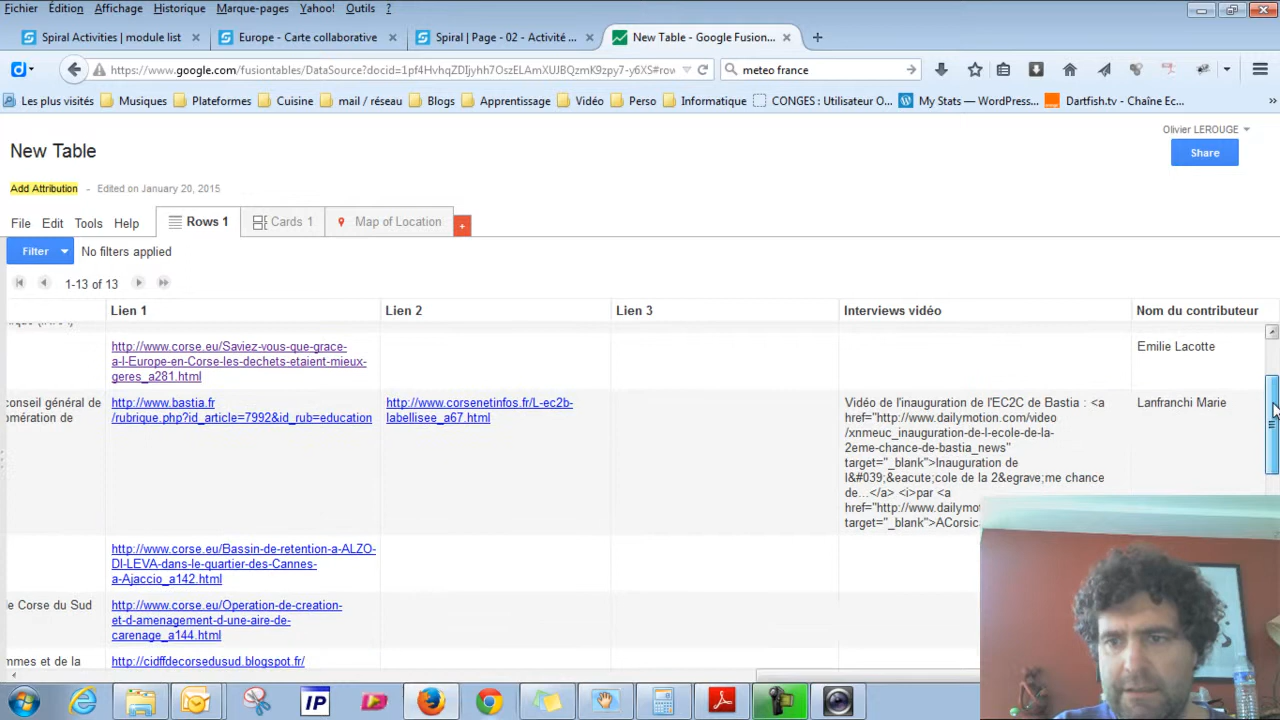 Fichier Édition Affichage Historique Marque-pages Yahoo! Outils ?
Spiral Activities | module list × Europe - Carte collaborative × Spiral | Page - 02 - Activité ... × New Table - Google Fusion... × +
https://www.google.com/fusiontables/DataSource?docid=1pf4HvhqZDIjyhh7OszELAmXUJBQzmK9zpy7-y6XS#rov meteo france
Les plus visités Musiques Plateformes Cuisine mail / réseau Blogs Apprentissage Vidéo Perso Informatique CONGES : Utilisateur O... My Stats — WordPress... Dartfish.tv - Chaîne Ec... »
Olivier LEROUGE
New Table
Share
Add Attribution - Edited on January 20, 2015
File Edit Tools Help Rows 1 Cards 1 Map of Location +
Filter No filters applied
1-13 of 13
Lien 1 Lien 2 Lien 3 Interviews vidéo Nom du contributeur
http://www.corse.eu/Saviez-vous-que-grace- Emilie Lacotte
a-l-Europe-en-Corse-les-dechets-etaient-mieux-
geres_a281.html
conseil général de http://www.bastia.fr http://www.corsenetinfos.fr/L-ec2b- Vidéo de l'inauguration de l'EC2C de Bastia : <a Lanfranchi Marie
omération de /rubrique.php?id_article=7992&id_rub=education labellisee_a67.html href="http://www.dailymotion.com/video
/xnmeuc_inauguration-de-l-ecole-de-la-
2eme-chance-de-bastia_news"
target="_blank">Inauguration de
l&#039;&eacute;cole de la 2&egrave;me chance
de...</a> <i>par <a
href="http://www.dailymot
target="_blank">ACorsic
http://www.corse.eu/Bassin-de-retention-a-ALZO-
DI-LEVA-dans-le-quartier-des-Cannes-
a-Ajaccio_a142.html
e Corse du Sud http://www.corse.eu/Operation-de-creation-
et-d-amenagement-d-une-aire-de-
carenage_a144.html
mmes et de la http://cidffdecorsedusud.blogspot.fr/
IP